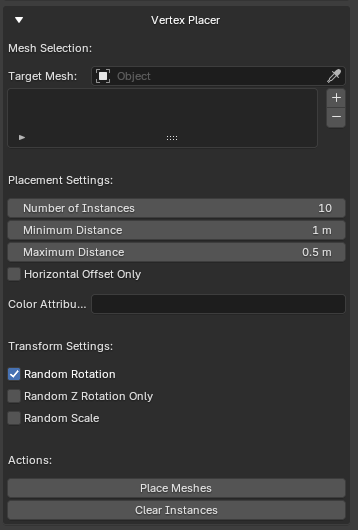 Vertex Placer
Mesh Selection:
Target Mesh: Object
Placement Settings:
Number of Instances 10
Minimum Distance 1 m
Maximum Distance 0.5 m
Horizontal Offset Only
Color Attribu...
Transform Settings:
Random Rotation
Random Z Rotation Only
Random Scale
Actions:
Place Meshes
Clear Instances